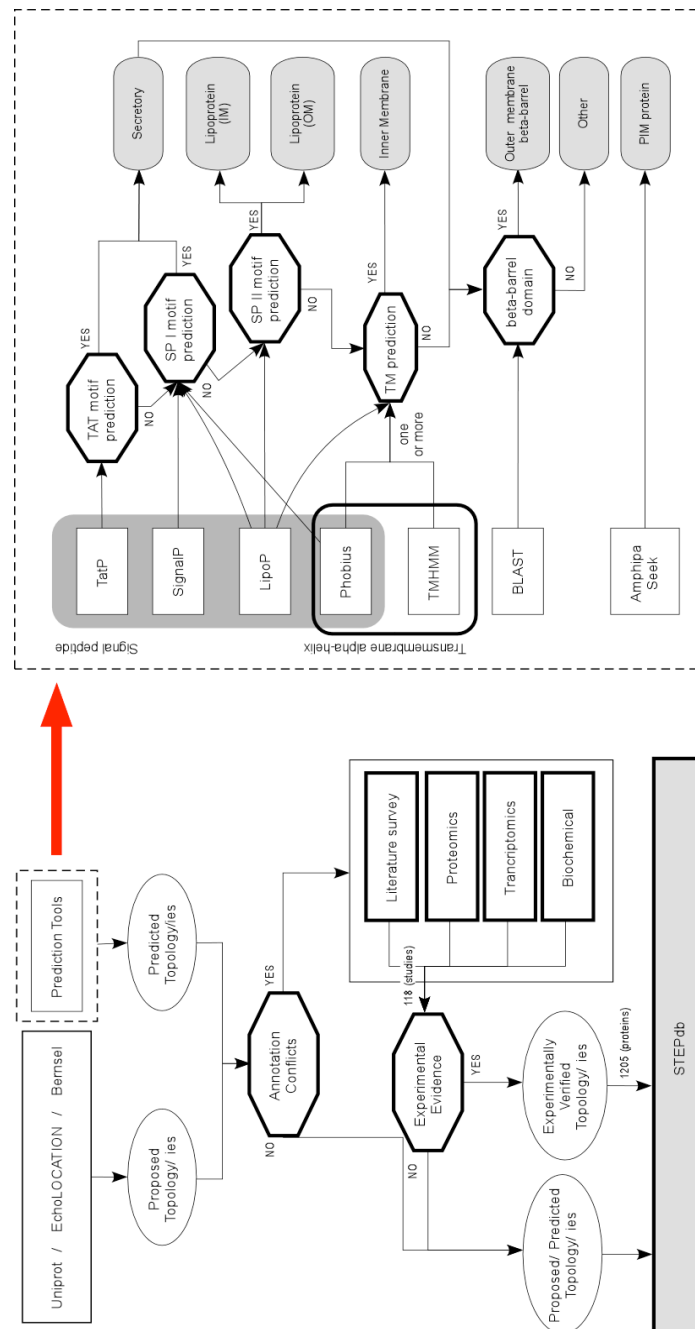 Uniprot / EchoLOCATION / Bernsel
Prediction Tools
Proposed
Topology/ ies
Predicted
Topology/ies
Annotation
Conflicts
NO
YES
Literature survey
Proteomics
Trancriptomics
Biochemical
118 (studies)
Experimental
Evidence
NO
YES
Proposed/ Predicted
Topology/ ies
Experimentally
Verified
Topology/ ies
1205 (proteins)
STEPdb
Signal peptide
Transmembrane alpha-helix
TatP
SignalP
LipoP
Phobius
TMHMM
BLAST
Amphipa
Seek
TAT motif
prediction
YES
NO
SP I motif
prediction
YES
NO
SP II motif
prediction
YES
NO
one
or more
TM prediction
YES
NO
beta-barrel
domain
YES
NO
Secretory
Lipoprotein
(IM)
Lipoprotein
(OM)
Inner Membrane
Outer membrane
beta-barrel
Other
PIM protein